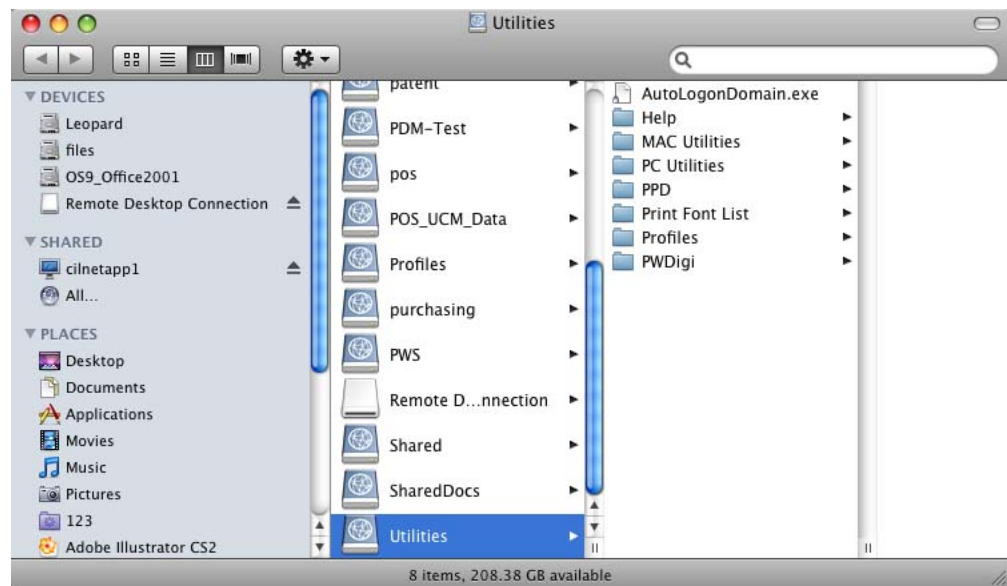 Utilities
DEVICES
Leopard
files
OS9_Office2001
Remote Desktop Connection
SHARED
cilnetapp1
All...
PLACES
Desktop
Documents
Applications
Movies
Music
Pictures
123
Adobe Illustrator CS2
patent
PDM-Test
pos
POS_UCM_Data
Profiles
purchasing
PWS
Remote D...nnection
Shared
SharedDocs
Utilities
AutoLogonDomain.exe
Help
MAC Utilities
PC Utilities
PPD
Print Font List
Profiles
PWDigi
8 items, 208.38 GB available